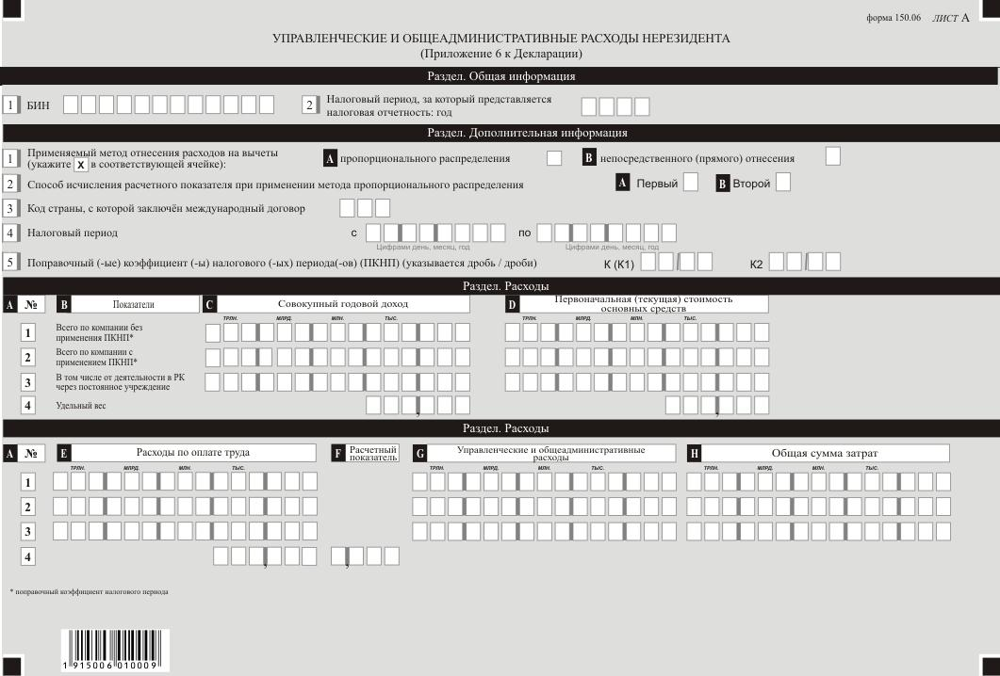 форма 150.06 ЛИСТ А
УПРАВЛЕНЧЕСКИЕ И ОБЩЕАДМИНИСТРАТИВНЫЕ РАСХОДЫ НЕРЕЗИДЕНТА
(Приложение 6 к Декларации)
Раздел. Общая информация
1 БИН 2 Налоговый период, за который представляется
налоговая отчетность: год
Раздел. Дополнительная информация
1 Применяемый метод отнесения расходов на вычеты
(укажите X в соответствующей ячейке):
A пропорционального распределения B непосредственного (прямого) отнесения
2 Способ исчисления расчетного показателя при применении метода пропорционального распределения A Первый B Второй
3 Код страны, с которой заключён международный договор
4 Налоговый период с по
Цифрами день, месяц, год Цифрами день, месяц, год
5 Поправочный (-ые) коэффициент (-ы) налогового (-ых) периода(-ов) (ПКНП) (указывается дробь / дроби) К (К1) / К2 /
Раздел. Расходы
A № B Показатели C Совокупный годовой доход D Первоначальная (текущая) стоимость
основных средств
ТРЛН. МЛРД. МЛН. ТЫС. ТРЛН. МЛРД. МЛН. ТЫС.
1 Всего по компании без
применения ПКНП*
2 Всего по компании с
применением ПКНП*
3 В том числе от деятельности в РК
через постоянное учреждение
4 Удельный вес , ,
Раздел. Расходы
A № E Расходы по оплате труда F Расчетный
показатель
G Управленческие и общеадминистративные
расходы
H Общая сумма затрат
ТРЛН. МЛРД. МЛН. ТЫС. ТРЛН. МЛРД. МЛН. ТЫС. ТРЛН. МЛРД. МЛН. ТЫС.
1
2
3
4 , ,
* поправочный коэффициент налогового периода
1 915006 010009